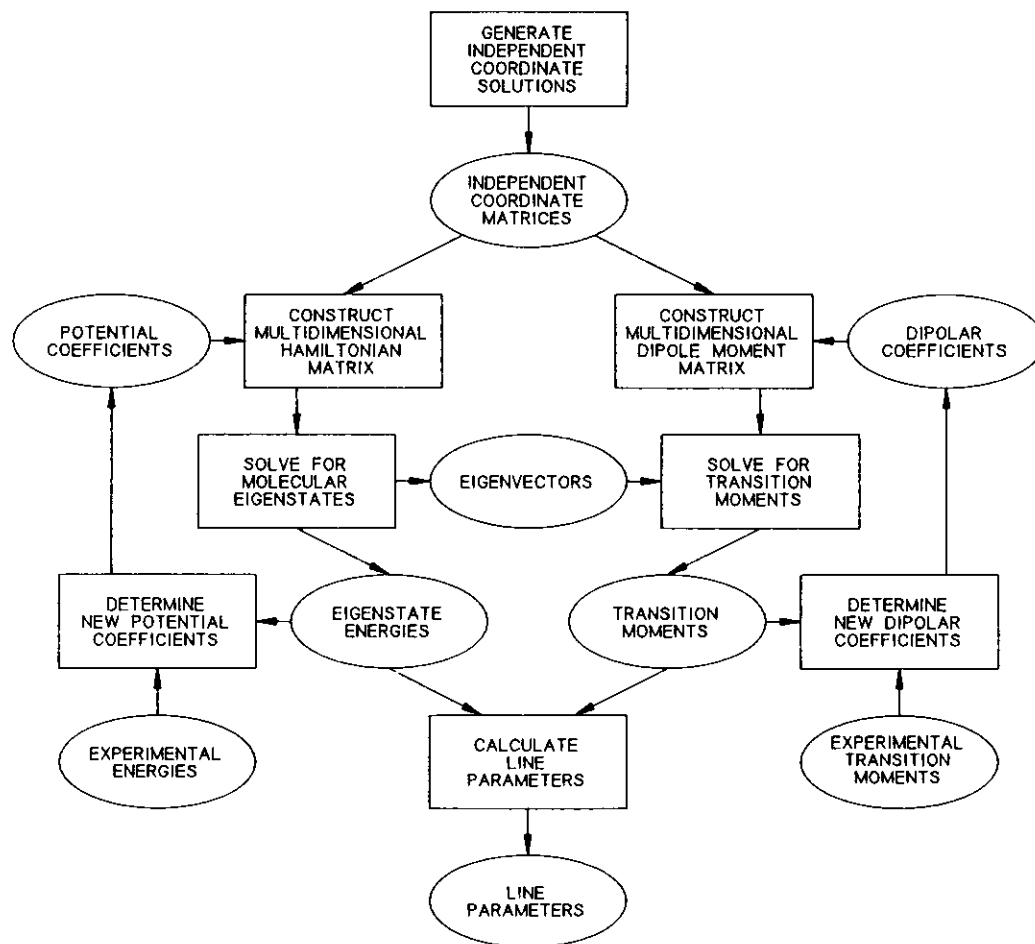 GENERATE
INDEPENDENT
COORDINATE
SOLUTIONS
INDEPENDENT
COORDINATE
MATRICES
POTENTIAL
COEFFICIENTS
CONSTRUCT
MULTIDIMENSIONAL
HAMILTONIAN
MATRIX
CONSTRUCT
MULTIDIMENSIONAL
DIPOLE MOMENT
MATRIX
DIPOLAR
COEFFICIENTS
SOLVE FOR
MOLECULAR
EIGENSTATES
EIGENVECTORS
SOLVE FOR
TRANSITION
MOMENTS
DETERMINE
NEW POTENTIAL
COEFFICIENTS
EIGENSTATE
ENERGIES
TRANSITION
MOMENTS
DETERMINE
NEW DIPOLAR
COEFFICIENTS
EXPERIMENTAL
ENERGIES
CALCULATE
LINE
PARAMETERS
EXPERIMENTAL
TRANSITION
MOMENTS
LINE
PARAMETERS